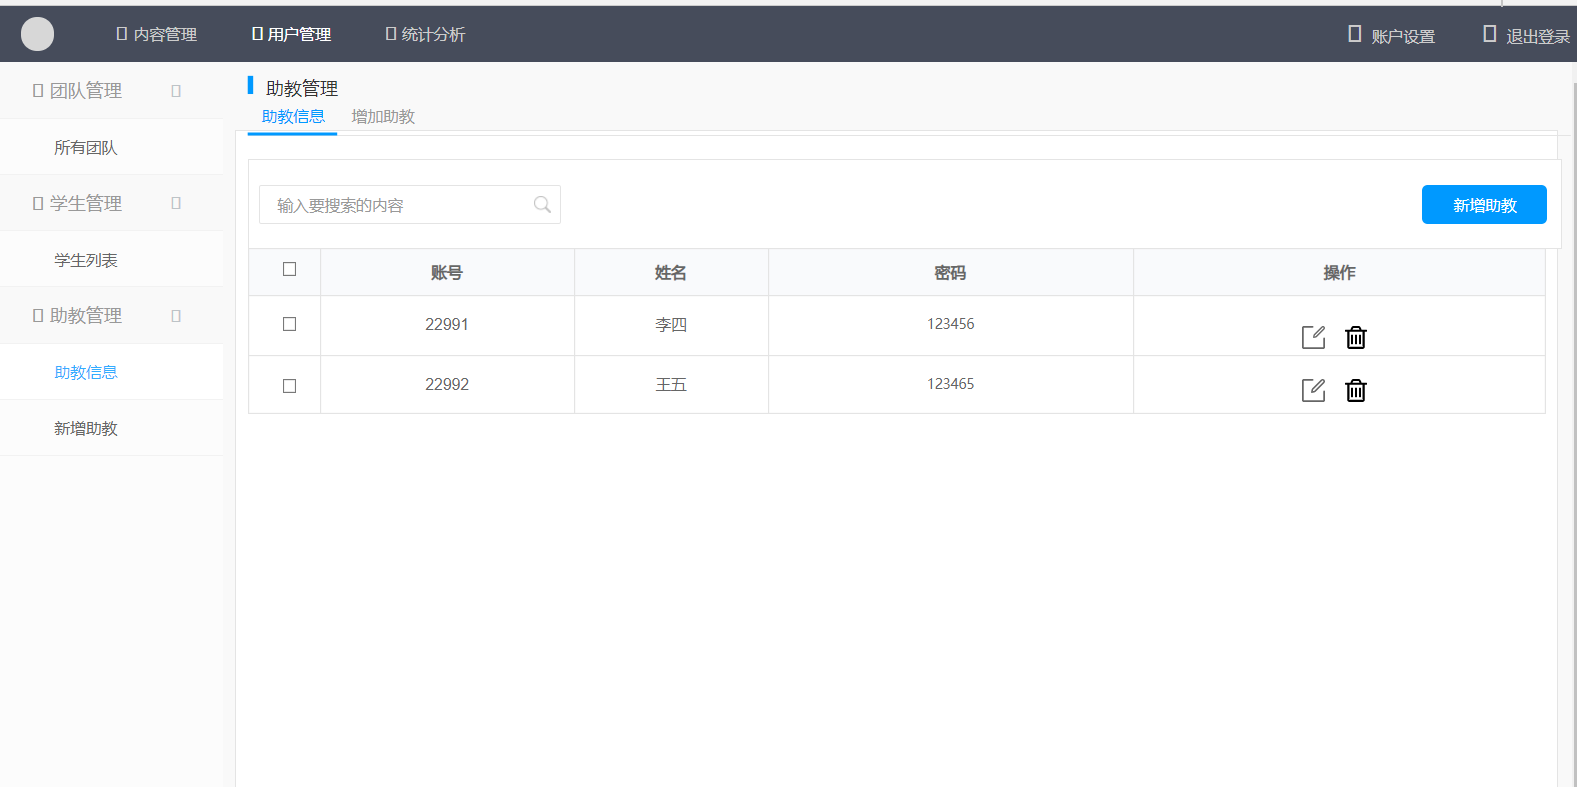 内容管理 用户管理 统计分析 账户设置 退出登录
团队管理
所有团队
学生管理
学生列表
助教管理
助教信息
新增助教
助教管理
助教信息 增加助教
输入要搜索的内容 新增助教
账号 姓名 密码 操作
22991 李四 123456
22992 王五 123465